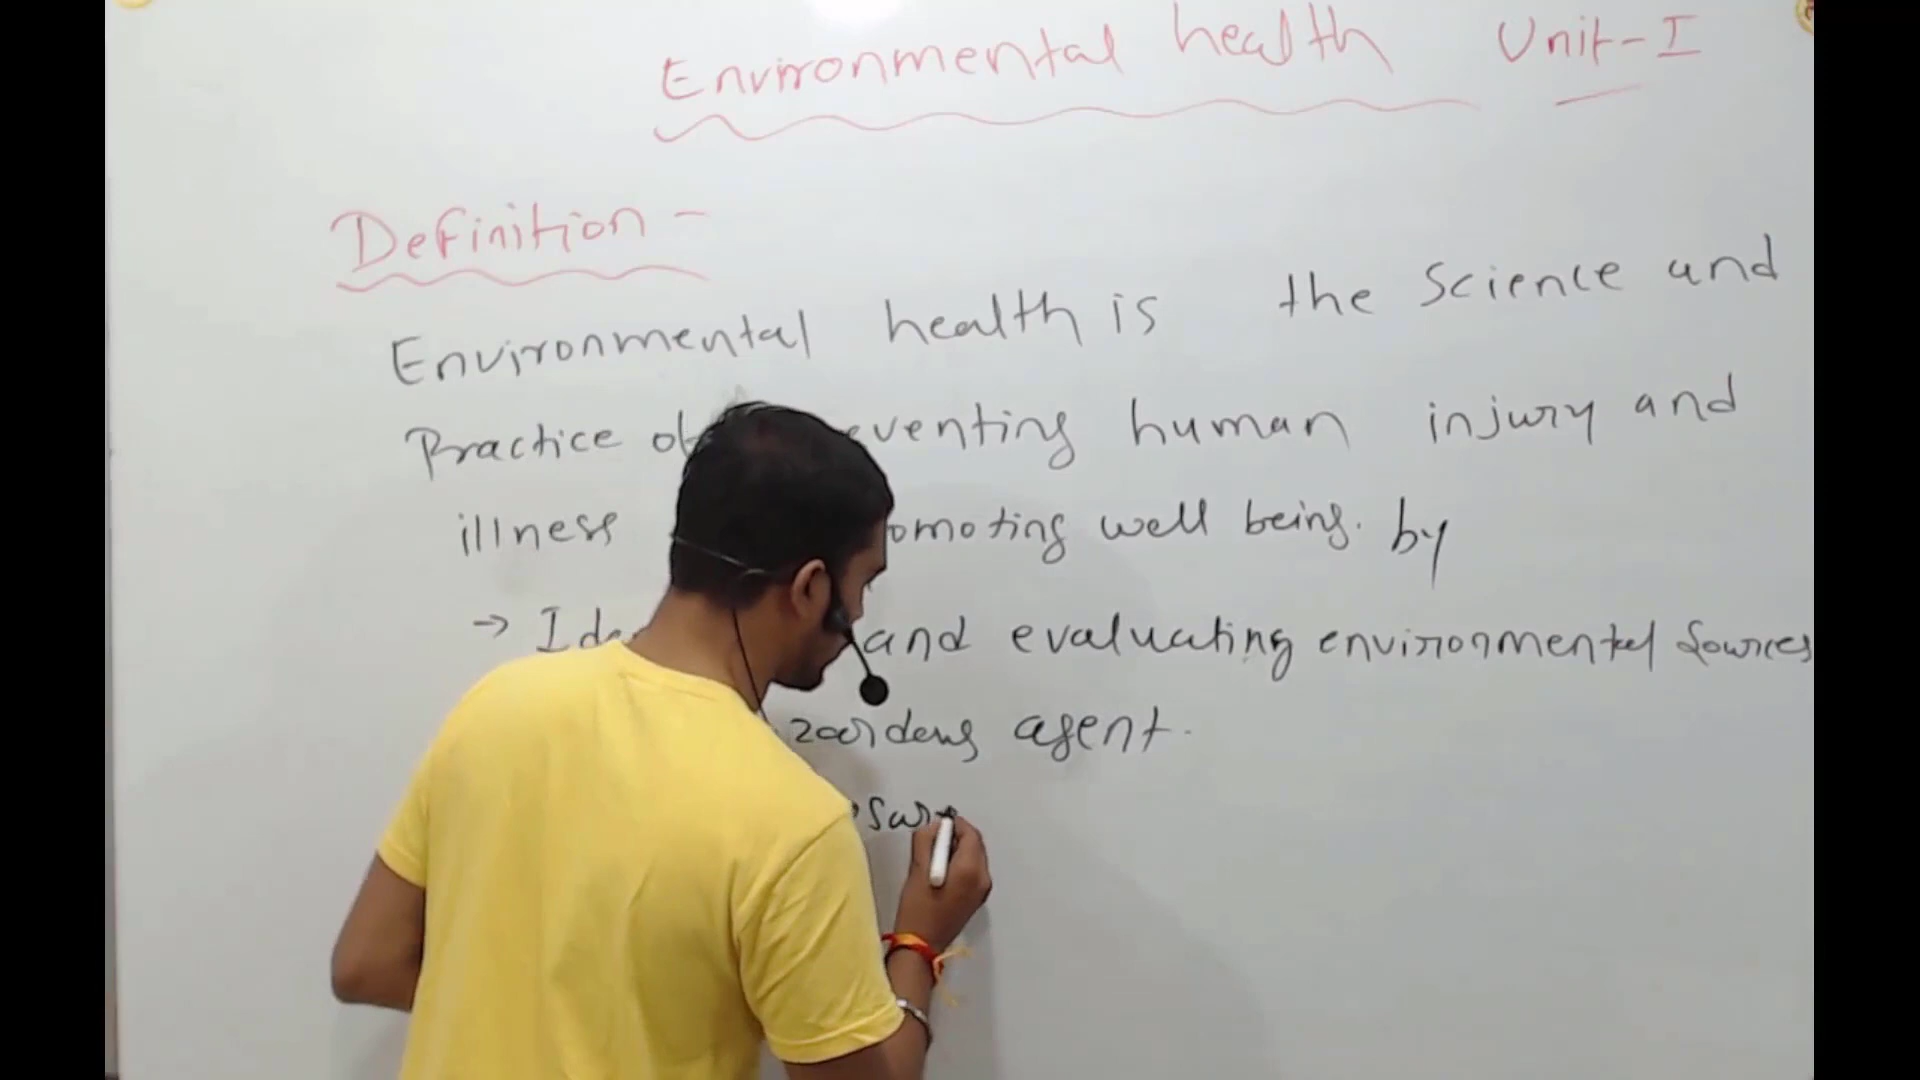 Environmental health Unit-I
Definition -
Environmental health is the Science and
Practice of eventing human injury and
illness omoting well being. by
→ Ide and evaluating environmental Sources
agent.